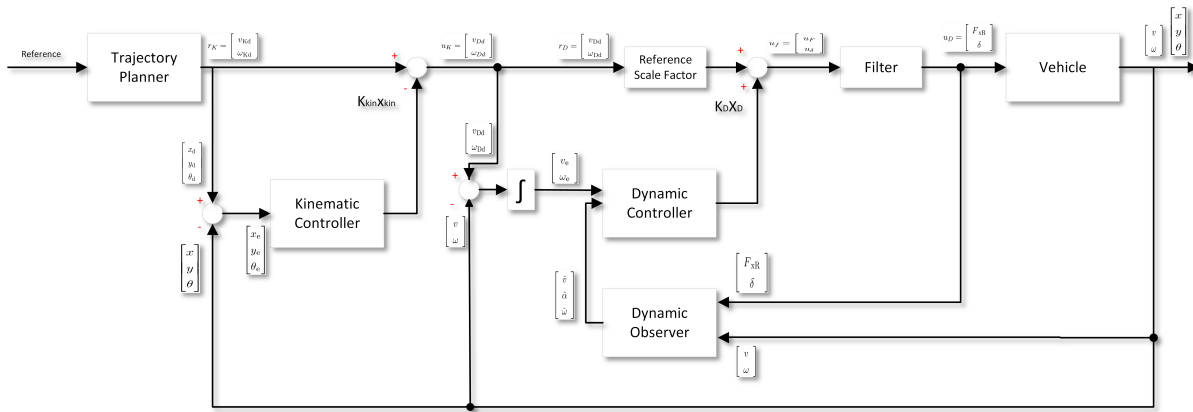 Reference
Trajectory
Planner
r_K = [v_Kd
ω_Kd]
+
-
u_K = [v_Dd
ω_Dd]
r_D = [v_Dd
ω_Dd]
Reference
Scale Factor
+
+
u_f = [u_F
u_δ]
Filter
u_D = [F_xR
δ]
Vehicle
[v
ω]
[x
y
θ]
K_kin x_kin
K_D X_D
[x_d
y_d
θ_d]
[v_Dd
ω_Dd]
+
-
∫
[v_e
ω_e]
Dynamic
Controller
+
-
Kinematic
Controller
[x
y
θ]
[x_e
y_e
θ_e]
[v
ω]
[F_xR
δ]
[v̂
α̂
ω̂]
Dynamic
Observer
[v
ω]